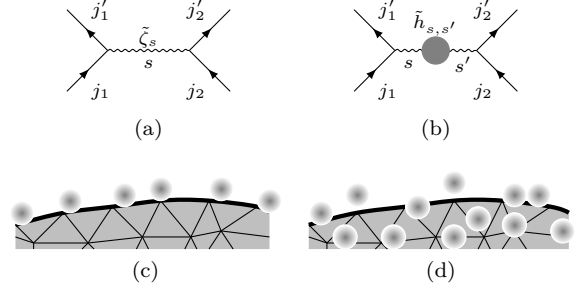 j′₁ j′₂ j′₁ h̃ₛ,ₛ′ j′₂
ζ̃ₛ
s s s′
j₁ j₂ j₁ j₂
(a) (b)
(c) (d)